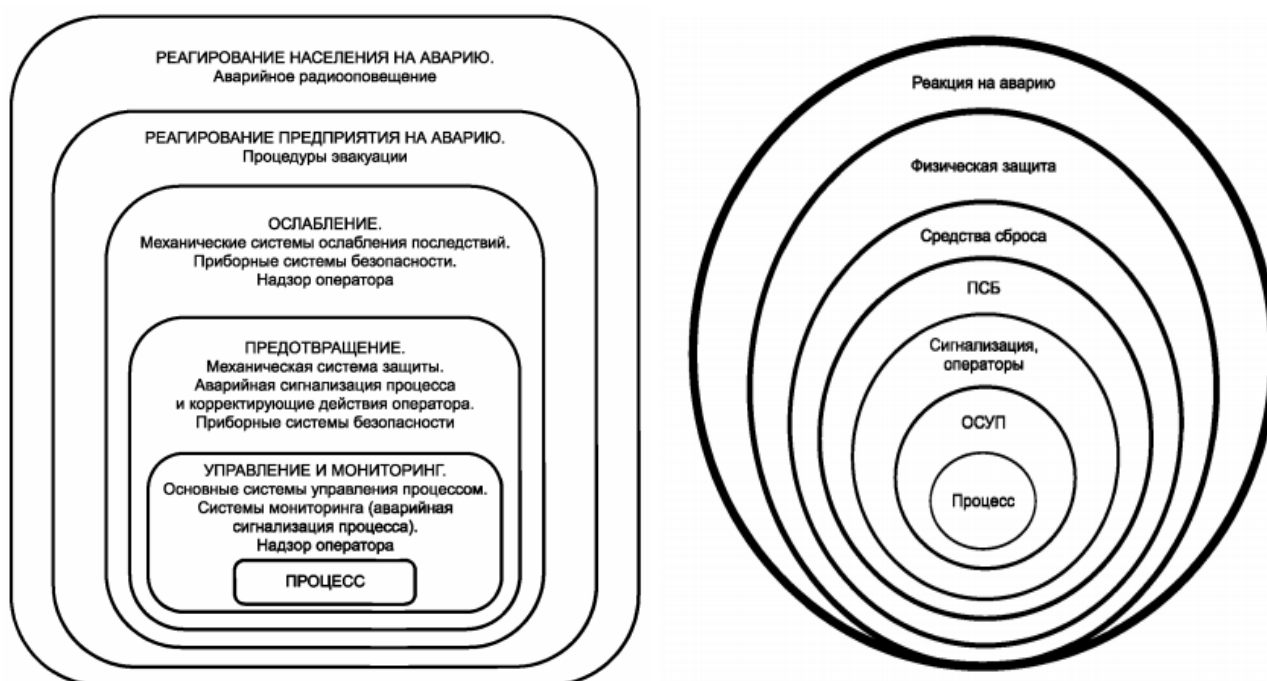 РЕАГИРОВАНИЕ НАСЕЛЕНИЯ НА АВАРИЮ.
Аварийное радиооповещение
РЕАГИРОВАНИЕ ПРЕДПРИЯТИЯ НА АВАРИЮ.
Процедуры эвакуации
ОСЛАБЛЕНИЕ.
Механические системы ослабления последствий.
Приборные системы безопасности.
Надзор оператора
ПРЕДОТВРАЩЕНИЕ.
Механическая система защиты.
Аварийная сигнализация процесса
и корректирующие действия оператора.
Приборные системы безопасности
УПРАВЛЕНИЕ И МОНИТОРИНГ.
Основные системы управления процессом.
Системы мониторинга (аварийная
сигнализация процесса).
Надзор оператора
ПРОЦЕСС
Реакция на аварию
Физическая защита
Средства сброса
ПСБ
Сигнализация,
операторы
ОСУП
Процесс